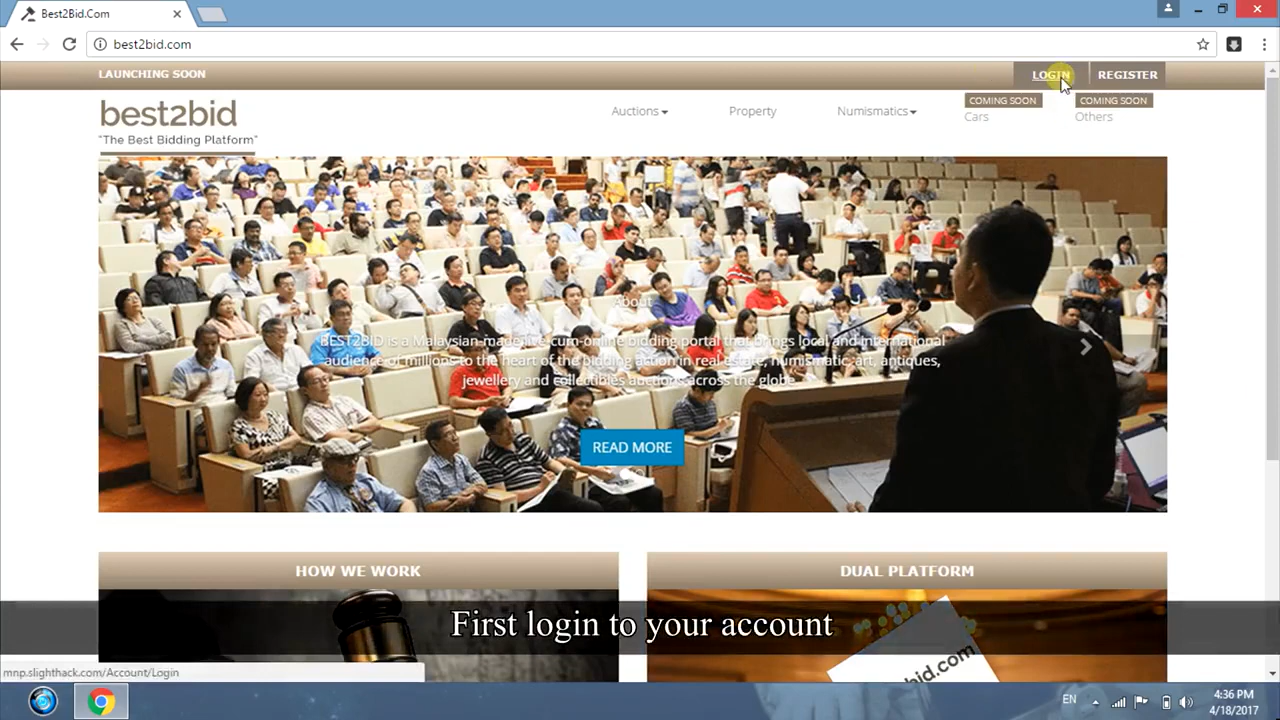 Best2Bid.Com
best2bid.com
LAUNCHING SOON
LOGIN
REGISTER
best2bid
"The Best Bidding Platform"
Auctions
Property
Numismatics
COMING SOON
Cars
COMING SOON
Others
About
BEST2BID is a Malaysian-made live-cum-online bidding portal that brings local and international
audience of millions to the heart of the bidding action in real estate, numismatic, art, antiques,
jewellery and collectibles auctions across the globe.
READ MORE
HOW WE WORK
DUAL PLATFORM
bid.com
First login to your account
mnp.slighthack.com/Account/Login
EN
4:36 PM
4/18/2017